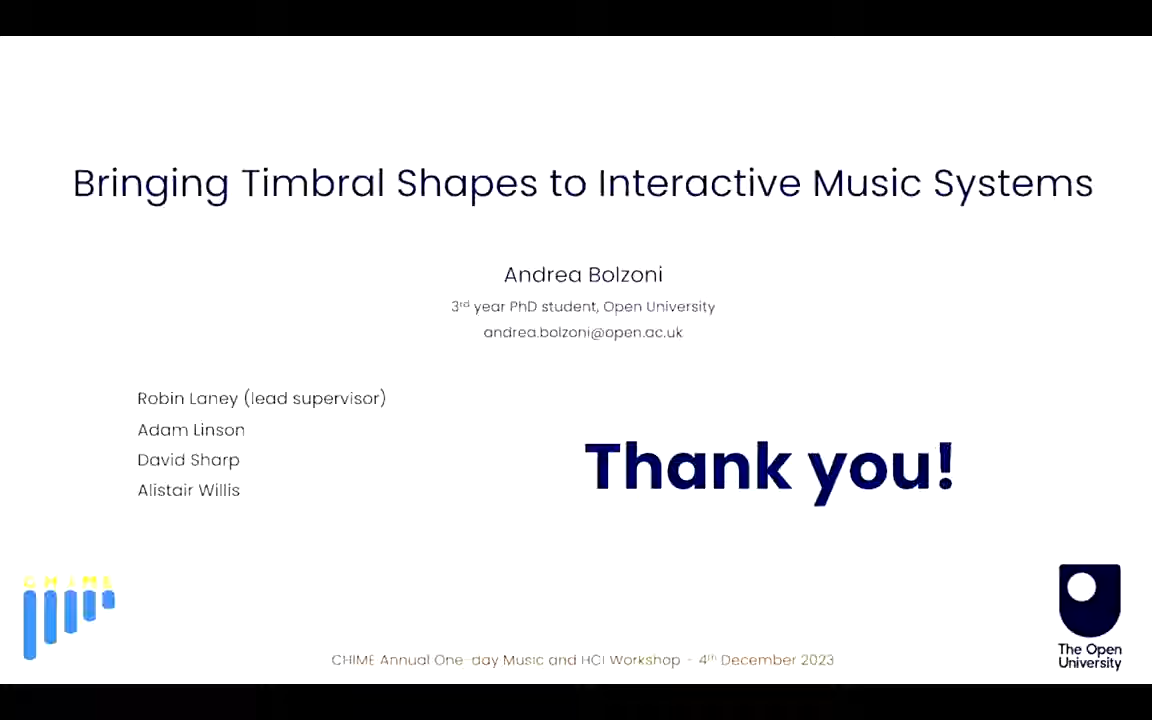 Bringing Timbral Shapes to Interactive Music Systems
Andrea Bolzoni
3rd year PhD student, Open University
andrea.bolzoni@open.ac.uk
Robin Laney (lead supervisor)
Adam Linson
David Sharp
Alistair Willis
Thank you!
CHIME
CHIME Annual One-day Music and HCI Workshop - 4th December 2023
The Open
University